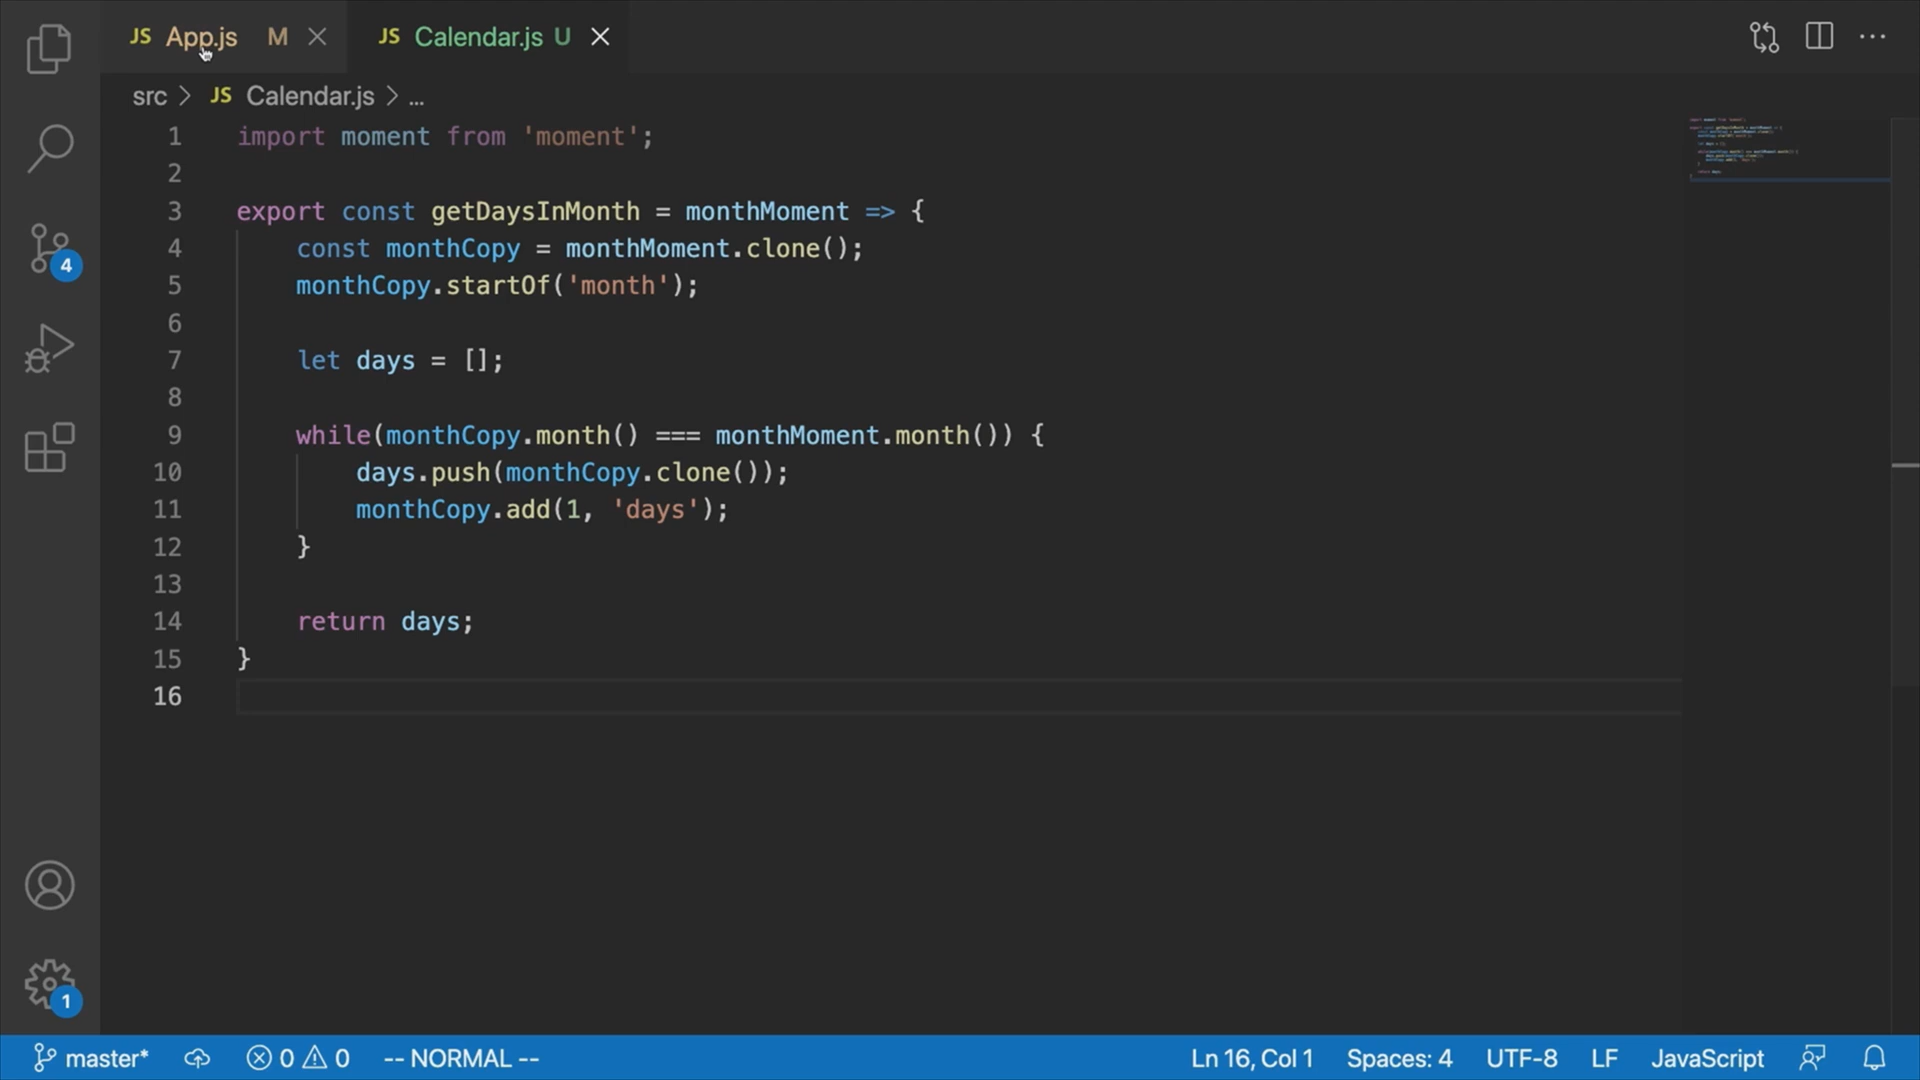 JS App.js M JS Calendar.js U
src > JS Calendar.js > ...
1 import moment from 'moment';
2
3 export const getDaysInMonth = monthMoment => {
4 const monthCopy = monthMoment.clone();
5 monthCopy.startOf('month');
6
7 let days = [];
8
9 while(monthCopy.month() === monthMoment.month()) {
10 days.push(monthCopy.clone());
11 monthCopy.add(1, 'days');
12 }
13
14 return days;
15 }
16
4
1
master* 0 0 -- NORMAL -- Ln 16, Col 1 Spaces: 4 UTF-8 LF JavaScript